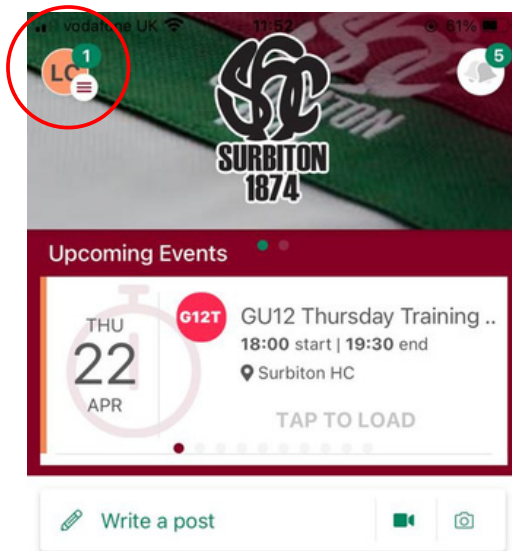 vodafone UK 11:52 61%
LC 1
5
SHC
SURBITON
1874
Upcoming Events
THU
22
APR
G12T
GU12 Thursday Training ..
18:00 start | 19:30 end
Surbiton HC
TAP TO LOAD
Write a post